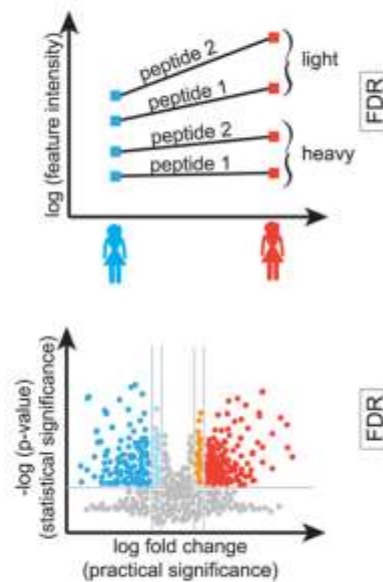 log (feature intensity)
peptide 2
peptide 1
peptide 2
peptide 1
light
heavy
FDR
-log (p-value)
(statistical significance)
FDR
log fold change
(practical significance)